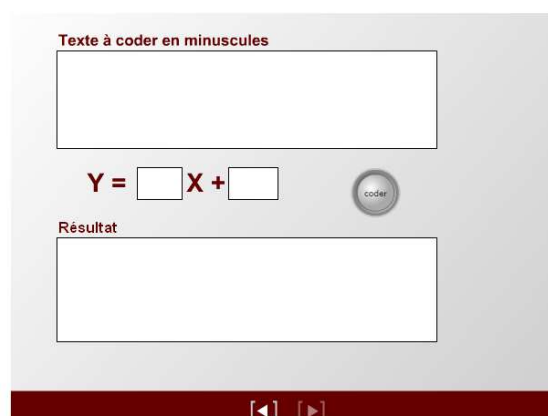 Texte à coder en minuscules
Y = X +
coder
Résultat
[◄] [►]